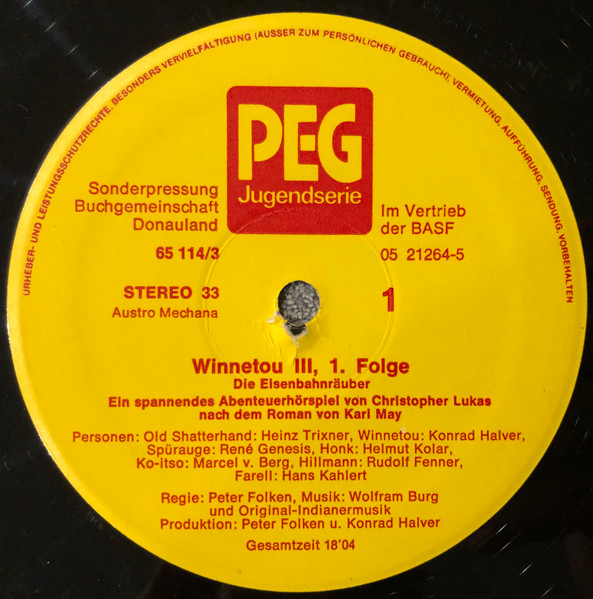 URHEBER- UND LEISTUNGSSCHUTZRECHTE, BESONDERS VERVIELFÄLTIGUNG (AUSSER ZUM PERSÖNLICHEN GEBRAUCH), VERMIETUNG, AUFFÜHRUNG, SENDUNG, VORBEHALTEN
PEG
Jugendserie
Sonderpressung
Buchgemeinschaft
Donauland
65 114/3
Im Vertrieb
der BASF
05 21264-5
STEREO 33
Austro Mechana
1
Winnetou III, 1. Folge
Die Eisenbahnräuber
Ein spannendes Abenteuerhörspiel von Christopher Lukas
nach dem Roman von Karl May
Personen: Old Shatterhand: Heinz Trixner, Winnetou: Konrad Halver,
Spürauge: René Genesis, Honk: Helmut Kolar,
Ko-itso: Marcel v. Berg, Hillmann: Rudolf Fenner,
Farell: Hans Kahlert
Regie: Peter Folken, Musik: Wolfram Burg
und Original-Indianermusik
Produktion: Peter Folken u. Konrad Halver
Gesamtzeit 18'04